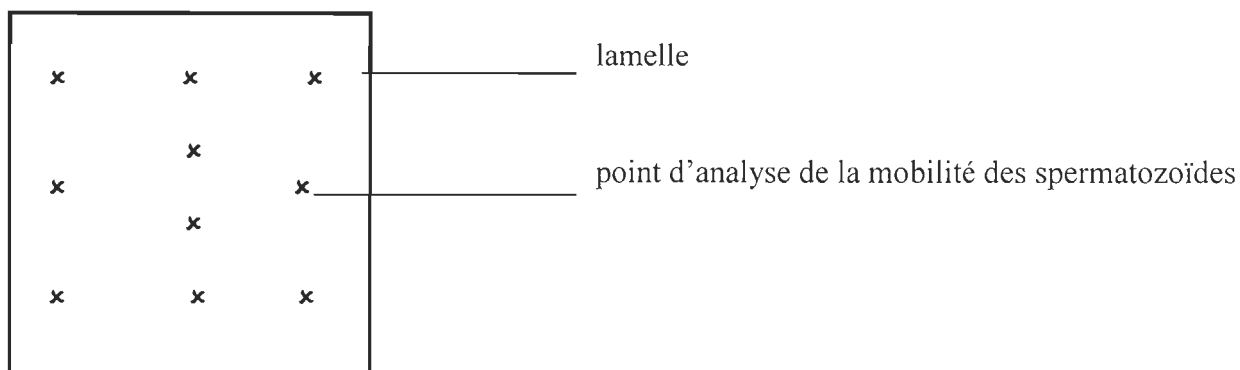 lamelle
point d'analyse de la mobilité des spermatozoïdes